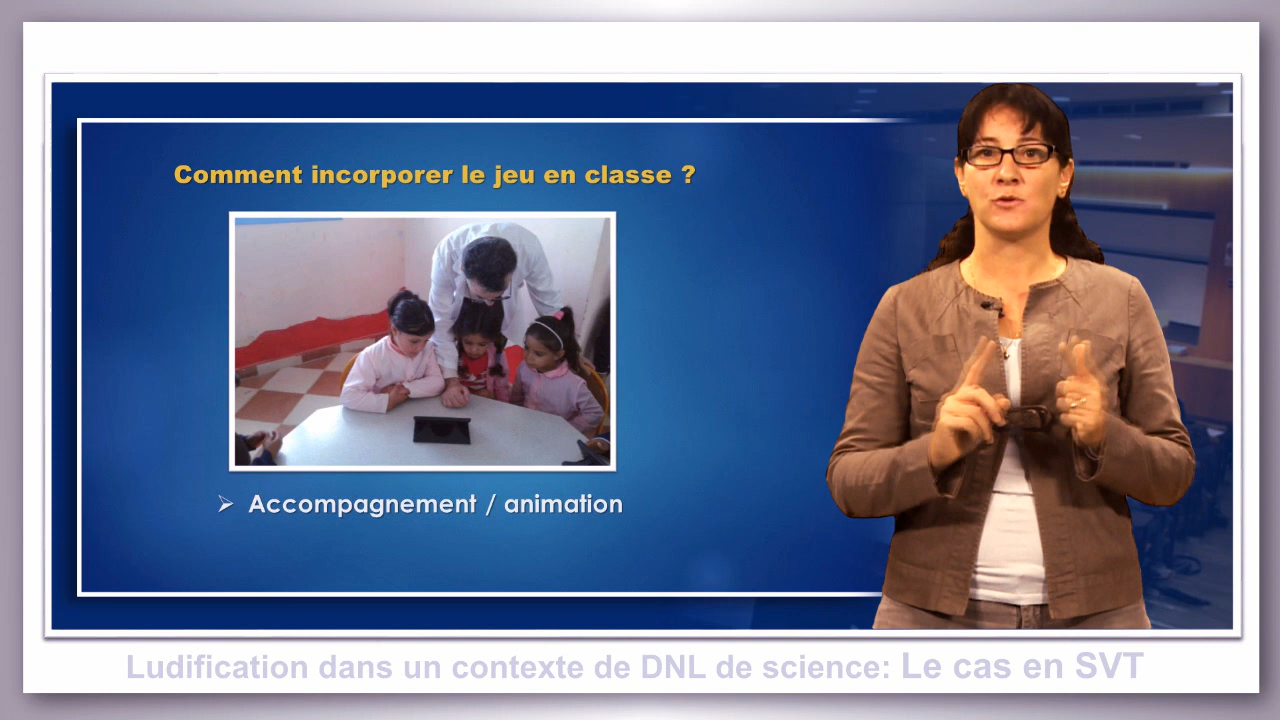 Comment incorporer le jeu en classe ?
Accompagnement / animation
Ludification dans un contexte de DNL de science: Le cas en SVT